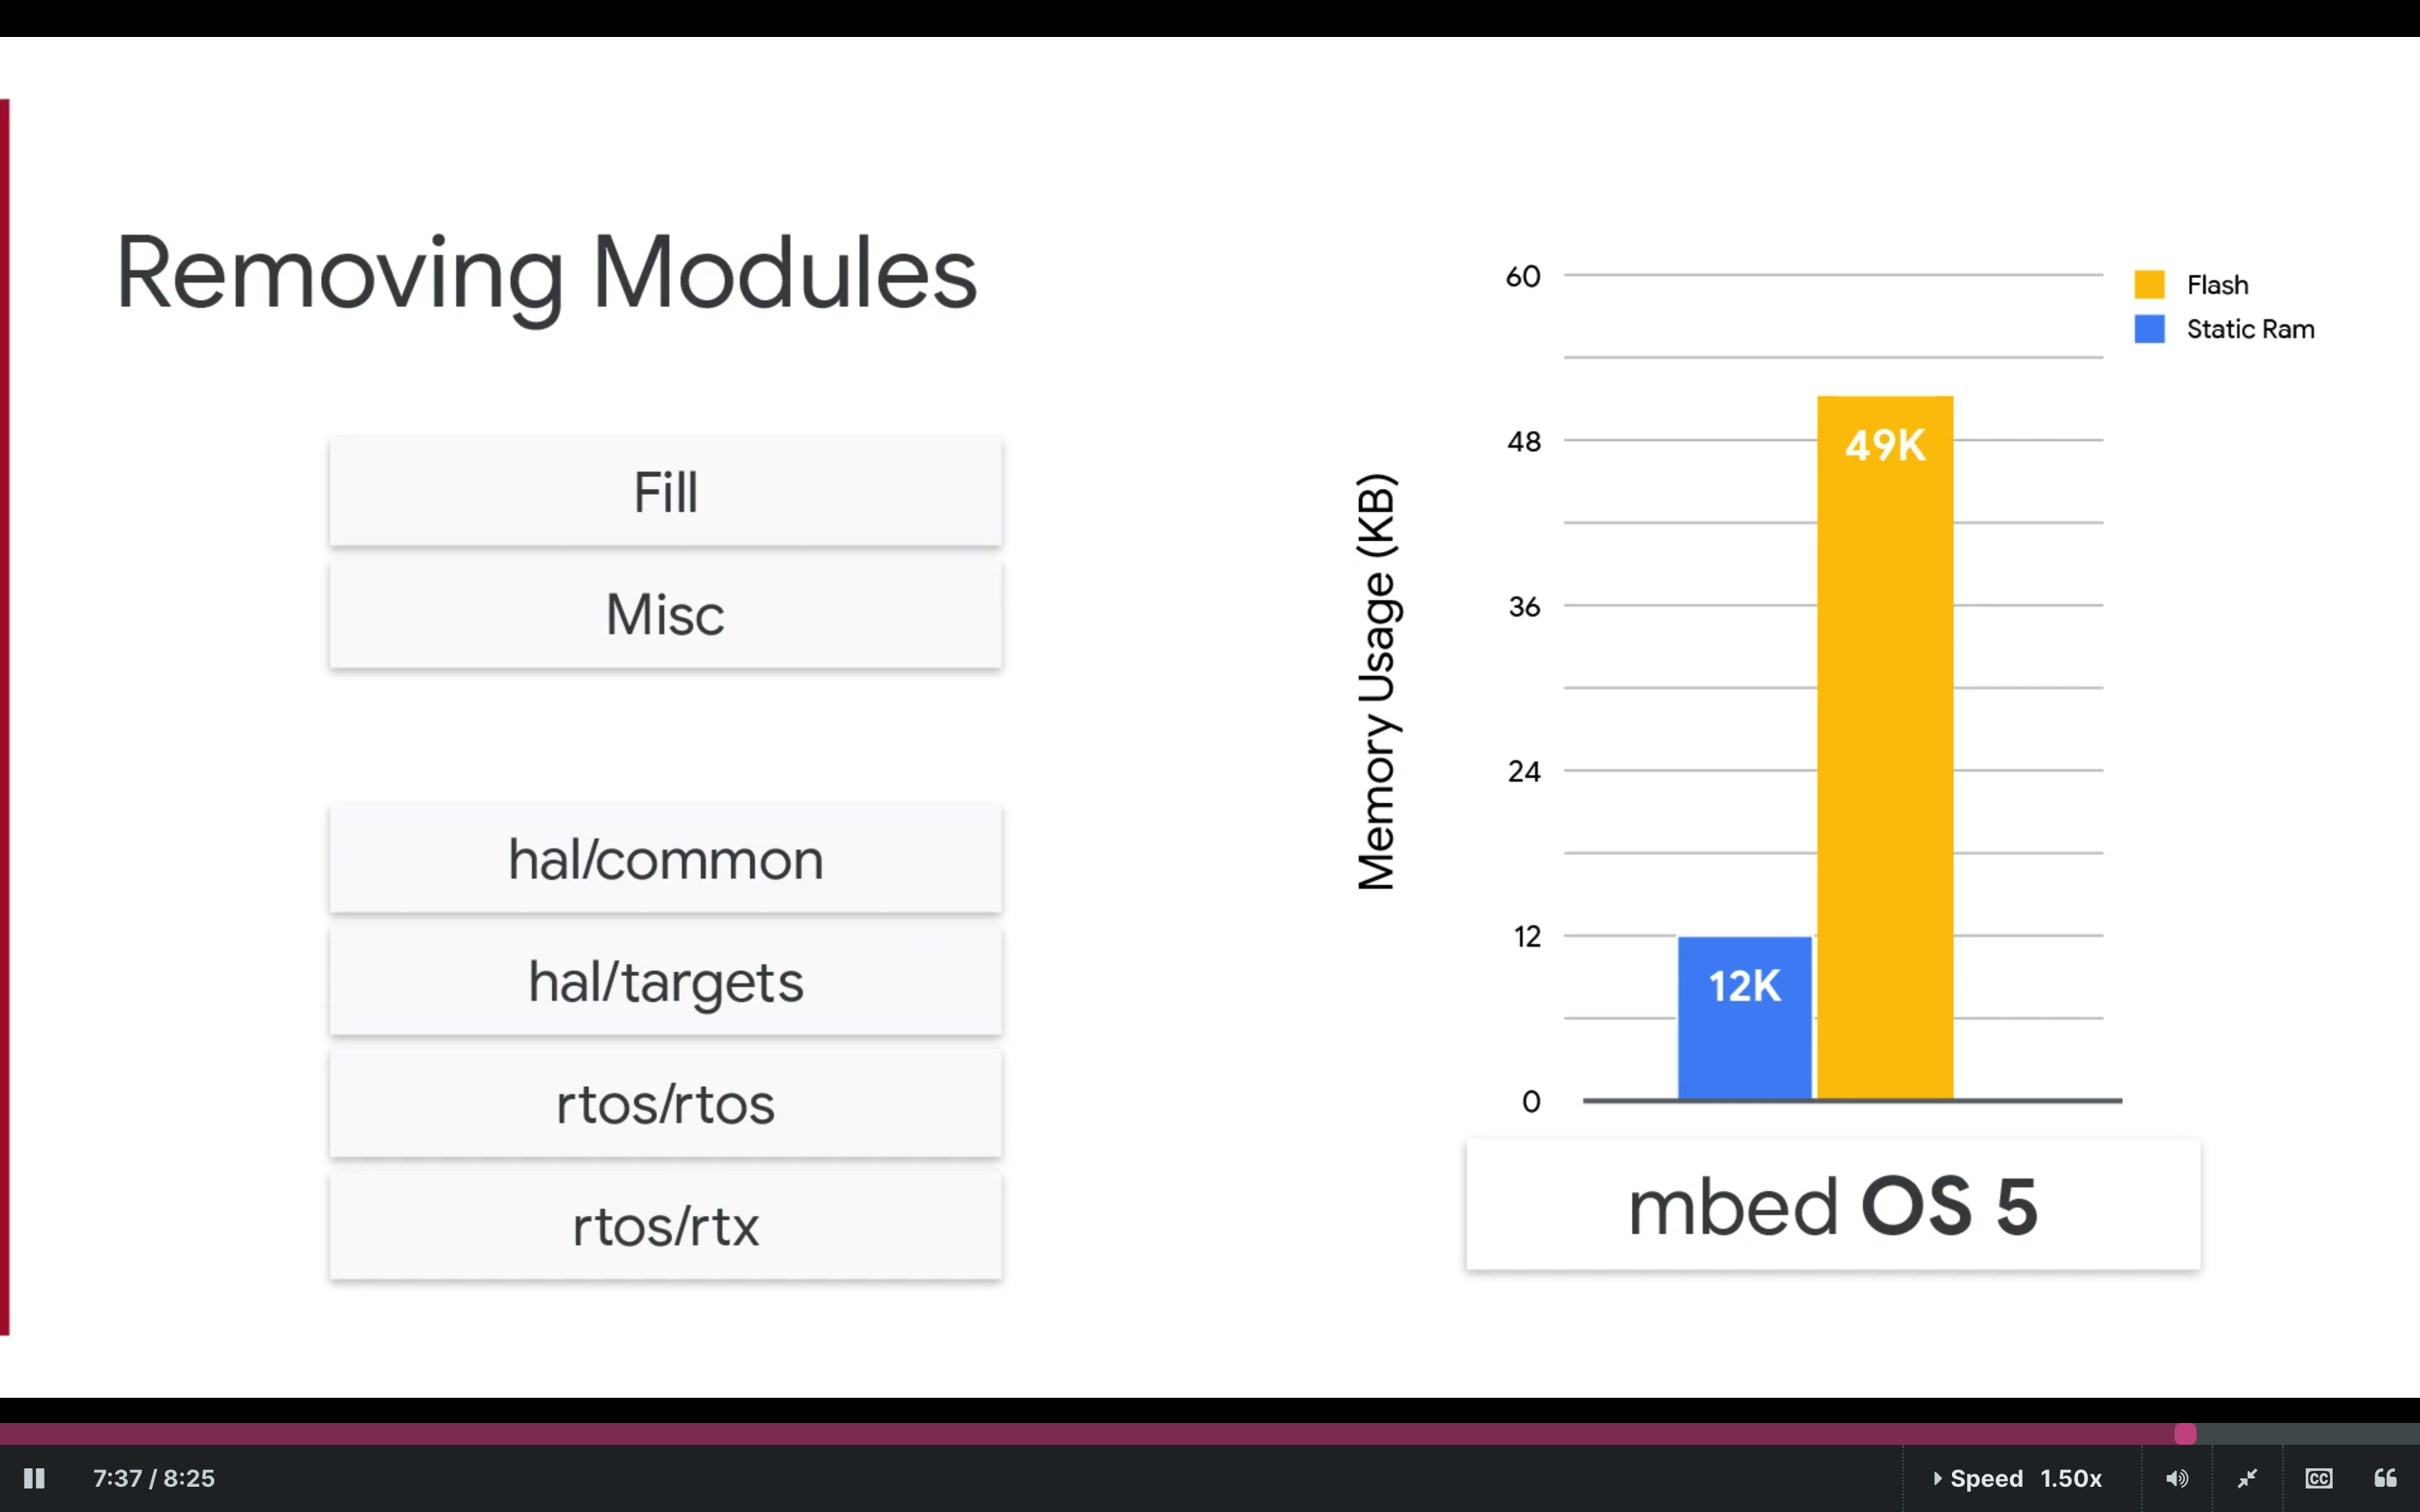 Removing Modules
Fill
Misc
hal/common
hal/targets
rtos/rtos
rtos/rtx
Memory Usage (KB)
60
48
36
24
12
0
49K
12K
Flash
Static Ram
mbed OS 5
7:37 / 8:25
Speed 1.50x
CC